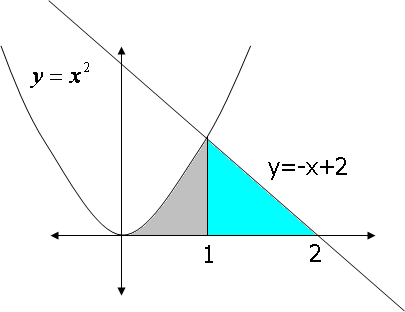 y = x²
y=-x+2
1
2